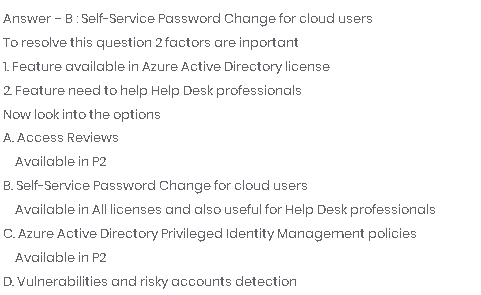 Answer - B : Self-Service Password Change for cloud users
To resolve this question 2 factors are inportant
1. Feature available in Azure Active Directory license
2. Feature need to help Help Desk professionals
Now look into the options
A. Access Reviews
Available in P2
B. Self-Service Password Change for cloud users
Available in All licenses and also useful for Help Desk professionals
C. Azure Active Directory Privileged Identity Management policies
Available in P2
D. Vulnerabilities and risky accounts detection